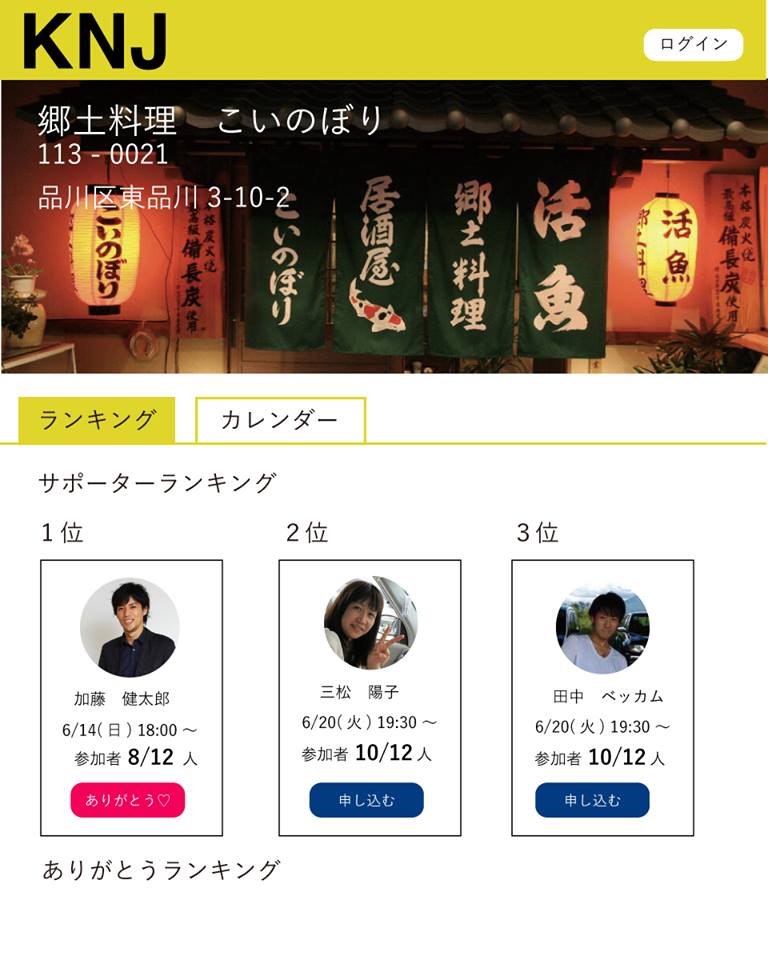 KNJ
ログイン
郷土料理　こいのぼり
113 - 0021
品川区東品川 3-10-2
こいのぼり
本格炭火焼
最高級
備長炭
使用
こいのぼり
居酒屋
郷土料理
活魚
郷土料理
活魚
本格炭火焼
最高級
備長炭
使用
ランキング
カレンダー
サポーターランキング
1 位
2 位
3 位
加藤　健太郎
6/14( 日 ) 18:00 ～
参加者 8/12 人
ありがとう♡
三松　陽子
6/20( 火 ) 19:30 ～
参加者 10/12 人
申し込む
田中　ベッカム
6/20( 火 ) 19:30 ～
参加者 10/12 人
申し込む
ありがとうランキング